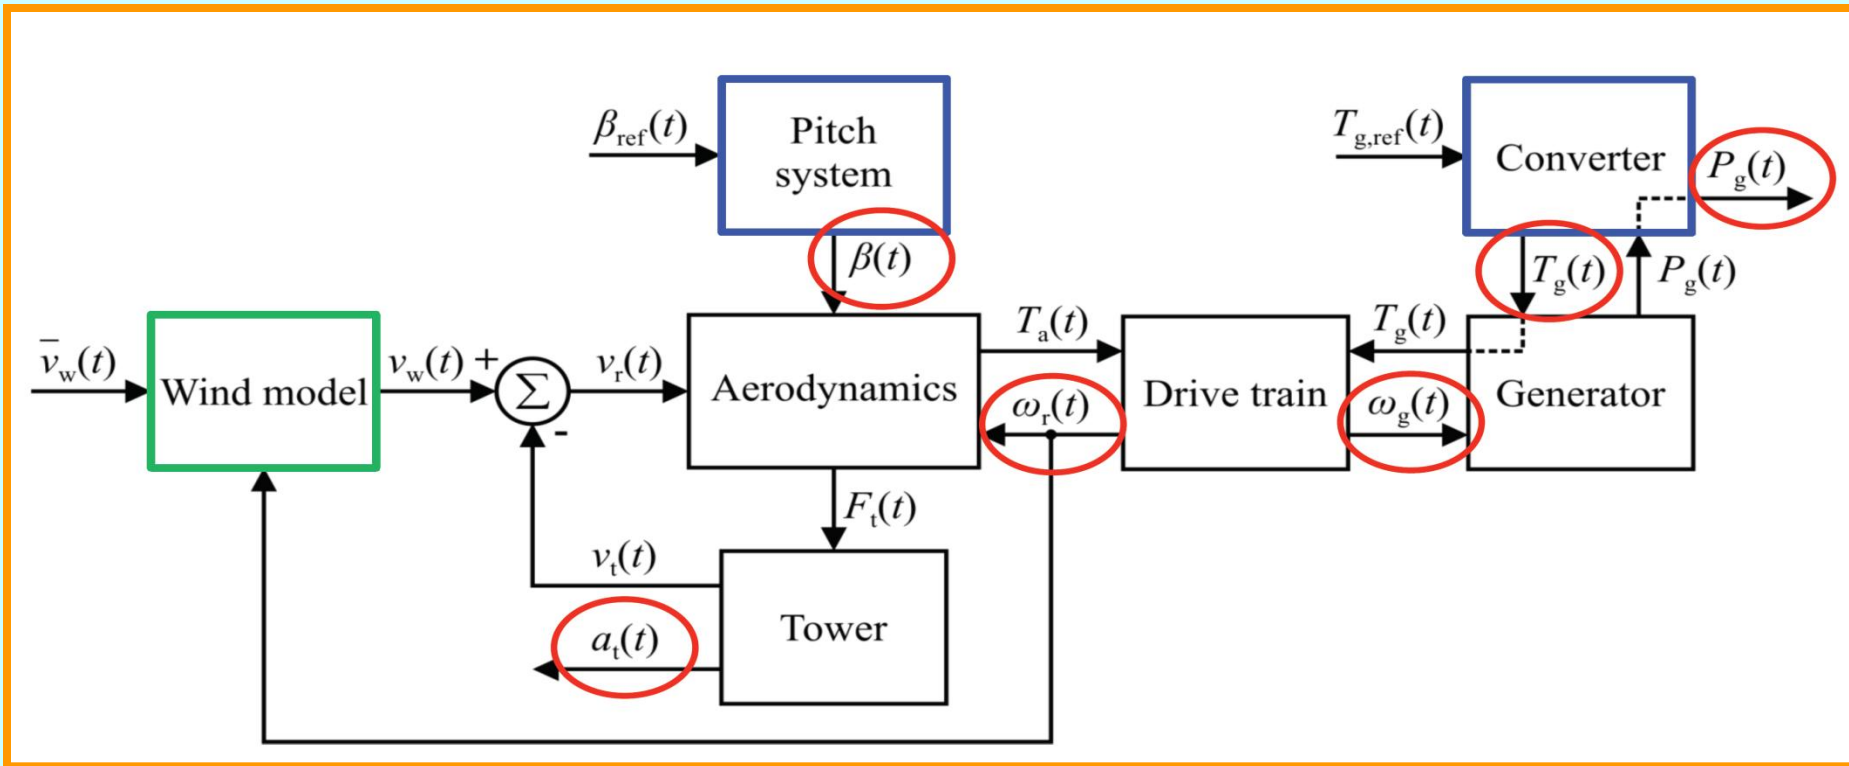 β_ref(t)
Pitch
system
T_g,ref(t)
Converter
P_g(t)
β(t)
T_g(t)
P_g(t)
v̄_w(t)
Wind model
v_w(t) +
Σ
-
v_r(t)
Aerodynamics
T_a(t)
ω_r(t)
Drive train
T_g(t)
ω_g(t)
Generator
F_t(t)
v_t(t)
a_t(t)
Tower